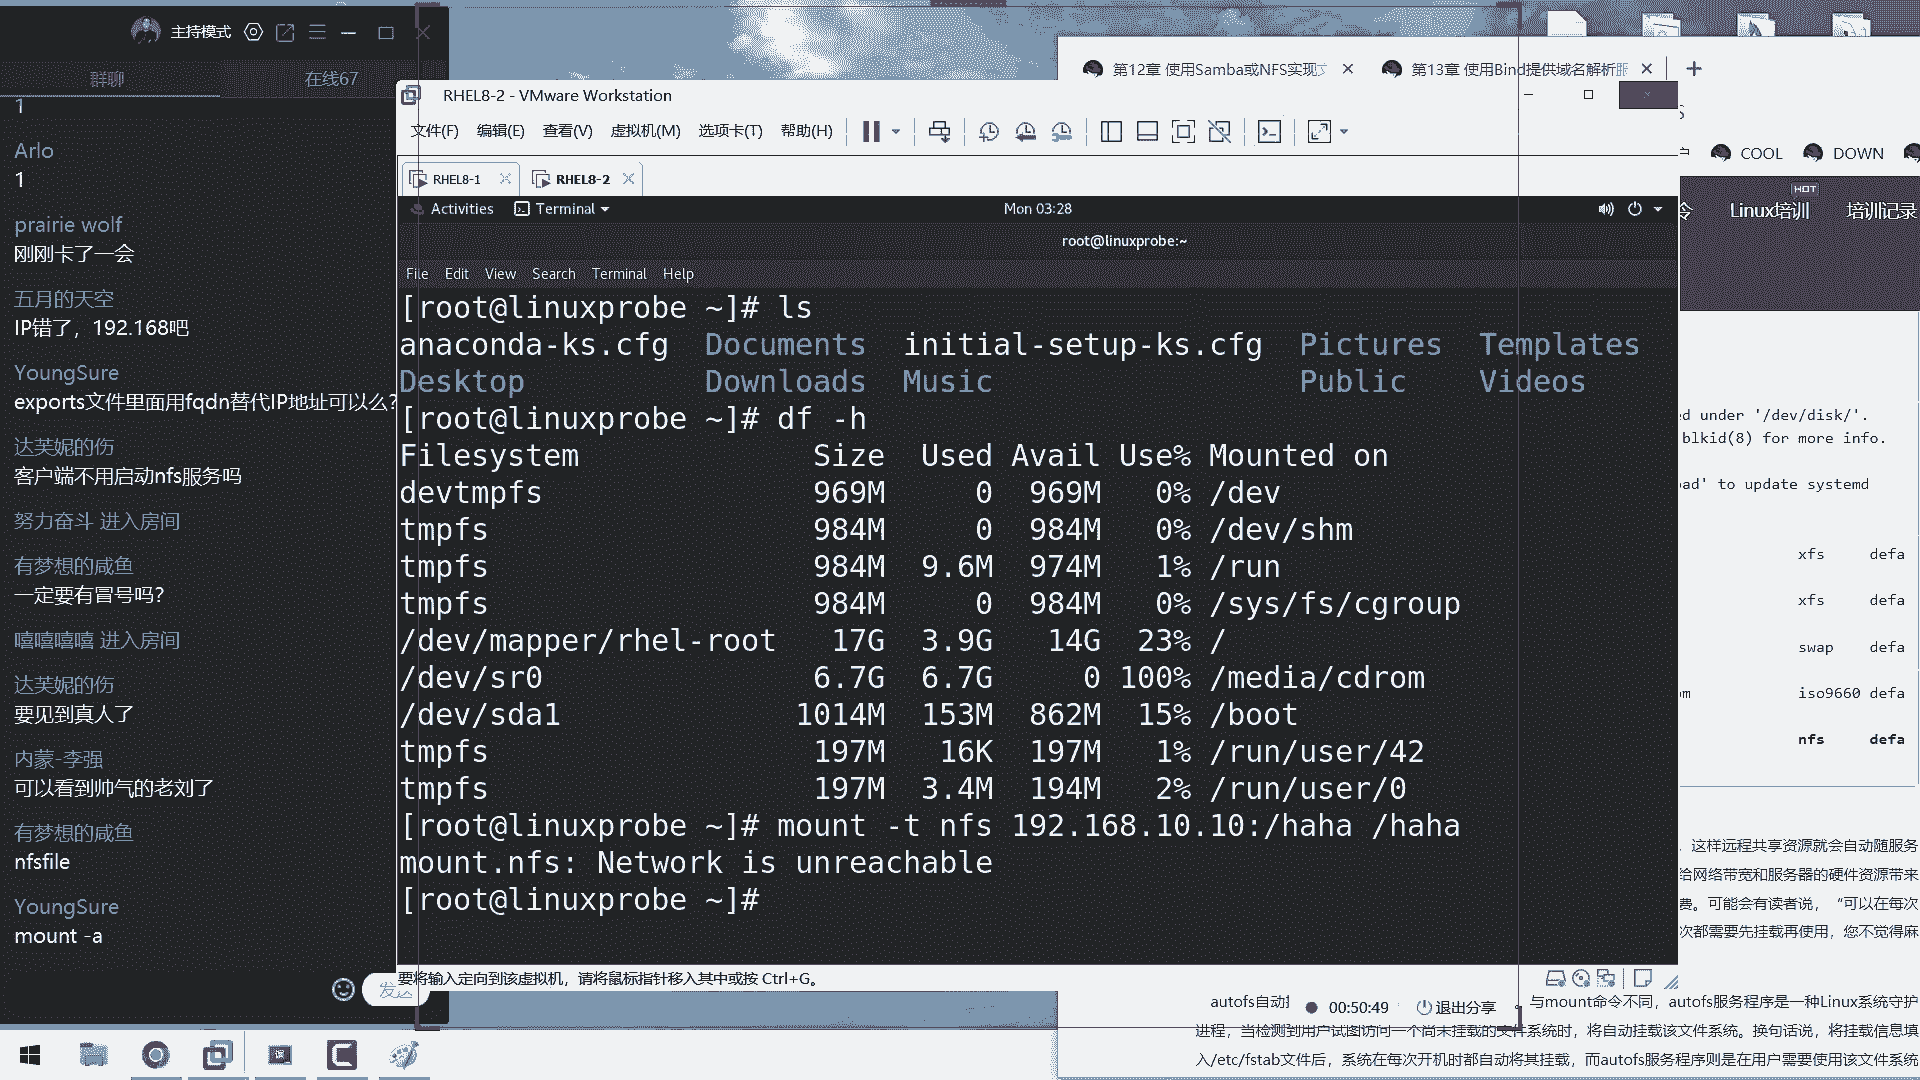 主持模式
群聊
在线67
1
Arlo
1
prairie wolf
刚刚卡了一会
五月的天空
IP错了，192.168吧
YoungSure
exports文件里面用fqdn替代IP地址可以么?
达芙妮的伤
客户端不用启动nfs服务吗
努力奋斗 进入房间
有梦想的咸鱼
一定要有冒号吗?
嘻嘻嘻嘻 进入房间
达芙妮的伤
要见到真人了
内蒙-李强
可以看到帅气的老刘了
有梦想的咸鱼
nfsfile
YoungSure
mount -a
发送
第12章 使用Samba或NFS实现文
第13章 使用Bind提供域名解析服
RHEL8-2 - VMware Workstation
文件(F) 编辑(E) 查看(V) 虚拟机(M) 选项卡(T) 帮助(H)
RHEL8-1
RHEL8-2
Activities
Terminal
Mon 03:28
root@linuxprobe:~
File Edit View Search Terminal Help
[root@linuxprobe ~]# ls
anaconda-ks.cfg Documents initial-setup-ks.cfg Pictures Templates
Desktop Downloads Music Public Videos
[root@linuxprobe ~]# df -h
Filesystem Size Used Avail Use% Mounted on
devtmpfs 969M 0 969M 0% /dev
tmpfs 984M 0 984M 0% /dev/shm
tmpfs 984M 9.6M 974M 1% /run
tmpfs 984M 0 984M 0% /sys/fs/cgroup
/dev/mapper/rhel-root 17G 3.9G 14G 23% /
/dev/sr0 6.7G 6.7G 0 100% /media/cdrom
/dev/sda1 1014M 153M 862M 15% /boot
tmpfs 197M 16K 197M 1% /run/user/42
tmpfs 197M 3.4M 194M 2% /run/user/0
[root@linuxprobe ~]# mount -t nfs 192.168.10.10:/haha /haha
mount.nfs: Network is unreachable
[root@linuxprobe ~]#
要将输入定向到该虚拟机，请将鼠标指针移入其中或按 Ctrl+G。
COOL
DOWN
HOT
令 Linux培训 培训记录
ed under '/dev/disk/'.
blkid(8) for more info.
oad' to update systemd
xfs defa
xfs defa
swap defa
om iso9660 defa
nfs defa
，这样远程共享资源就会自动随服务
给网络带宽和服务器的硬件资源带来
费。可能会有读者说，“可以在每次
次都需要先挂载再使用，您不觉得麻
autofs自动挂
00:50:49
退出分享
与mount命令不同，autofs服务程序是一种Linux系统守护
进程，当检测到用户试图访问一个尚未挂载的文件系统时，将自动挂载该文件系统。换句话说，将挂载信息填
入/etc/fstab文件后，系统在每次开机时都自动将其挂载，而autofs服务程序则是在用户需要使用该文件系统